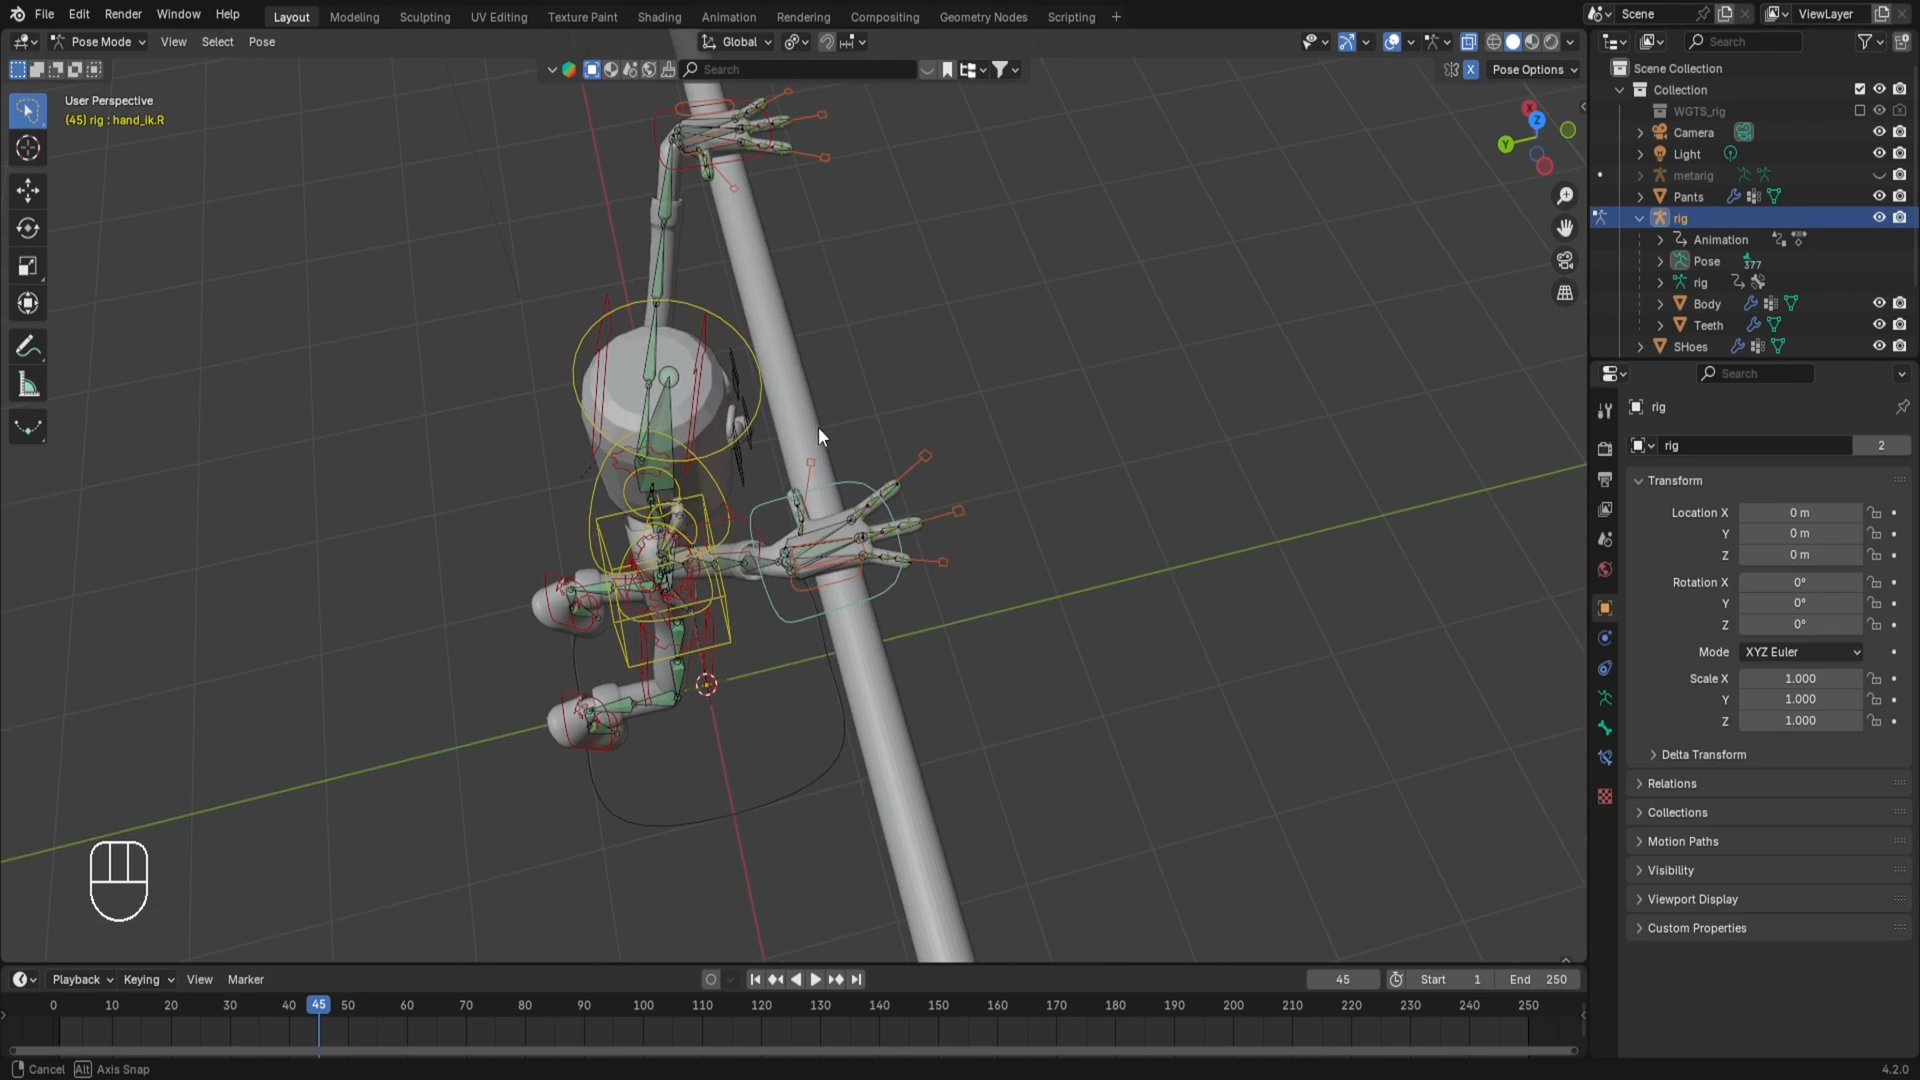 File Edit Render Window Help Layout Modeling Sculpting UV Editing Texture Paint Shading Animation Rendering Compositing Geometry Nodes Scripting + Scene ViewLayer
Pose Mode View Select Pose Global Search
Search Pose Options
User Perspective
(45) rig : hand_ik.R
X
Y
Z
Scene Collection
Collection
WGTS_rig
Camera
Light
metarig
Pants
rig
Animation
Pose 377
rig
Body
Teeth
SHoes
Search
rig
rig 2
Transform
Location X 0 m
Y 0 m
Z 0 m
Rotation X 0°
Y 0°
Z 0°
Mode XYZ Euler
Scale X 1.000
Y 1.000
Z 1.000
Delta Transform
Relations
Collections
Motion Paths
Visibility
Viewport Display
Custom Properties
Playback Keying View Marker 45 Start 1 End 250
0 10 20 30 40 45 50 60 70 80 90 100 110 120 130 140 150 160 170 180 190 200 210 220 230 240 250
Cancel Alt Axis Snap 4.2.0